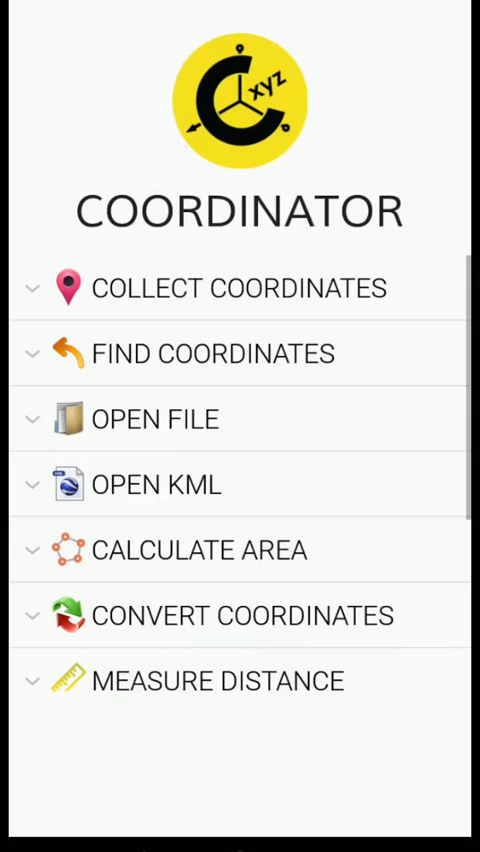 xyz
COORDINATOR
COLLECT COORDINATES
FIND COORDINATES
OPEN FILE
OPEN KML
CALCULATE AREA
CONVERT COORDINATES
MEASURE DISTANCE